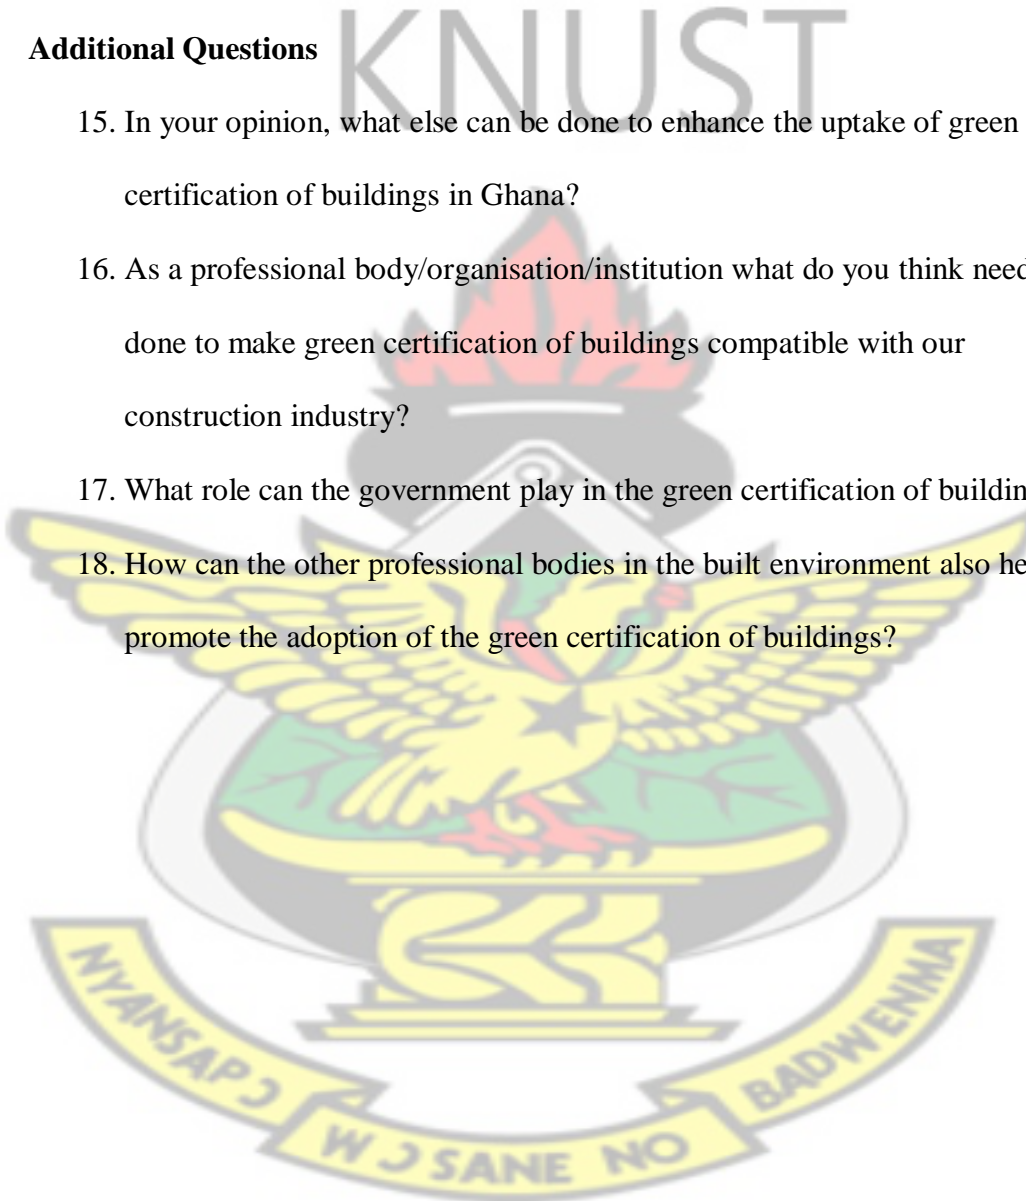 KNUST
Additional Questions
15. In your opinion, what else can be done to enhance the uptake of green
certification of buildings in Ghana?
16. As a professional body/organisation/institution what do you think need
done to make green certification of buildings compatible with our
construction industry?
17. What role can the government play in the green certification of buildin
18. How can the other professional bodies in the built environment also he
promote the adoption of the green certification of buildings?
NYANSAPƆ
WƆSANE NO
BADWENMA